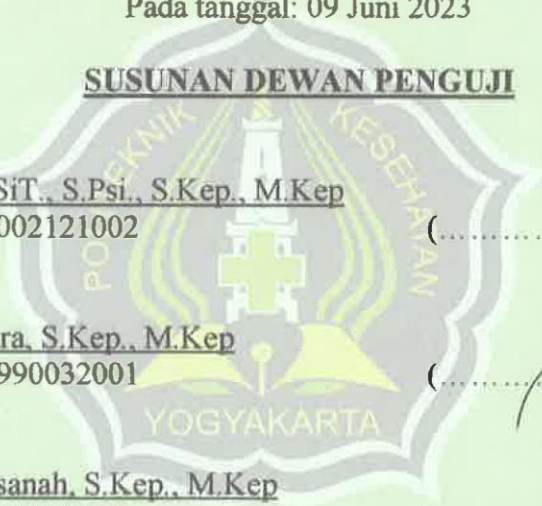 Pada tanggal: 09 Juni 2023
SUSUNAN DEWAN PENGUJI
SiT., S.Psi., S.Kep., M.Kep
002121002 (..........
ra, S.Kep., M.Kep
990032001 (..........
sanah, S.Kep., M.Kep
POLTEKNIK KESEHATAN
YOGYAKARTA